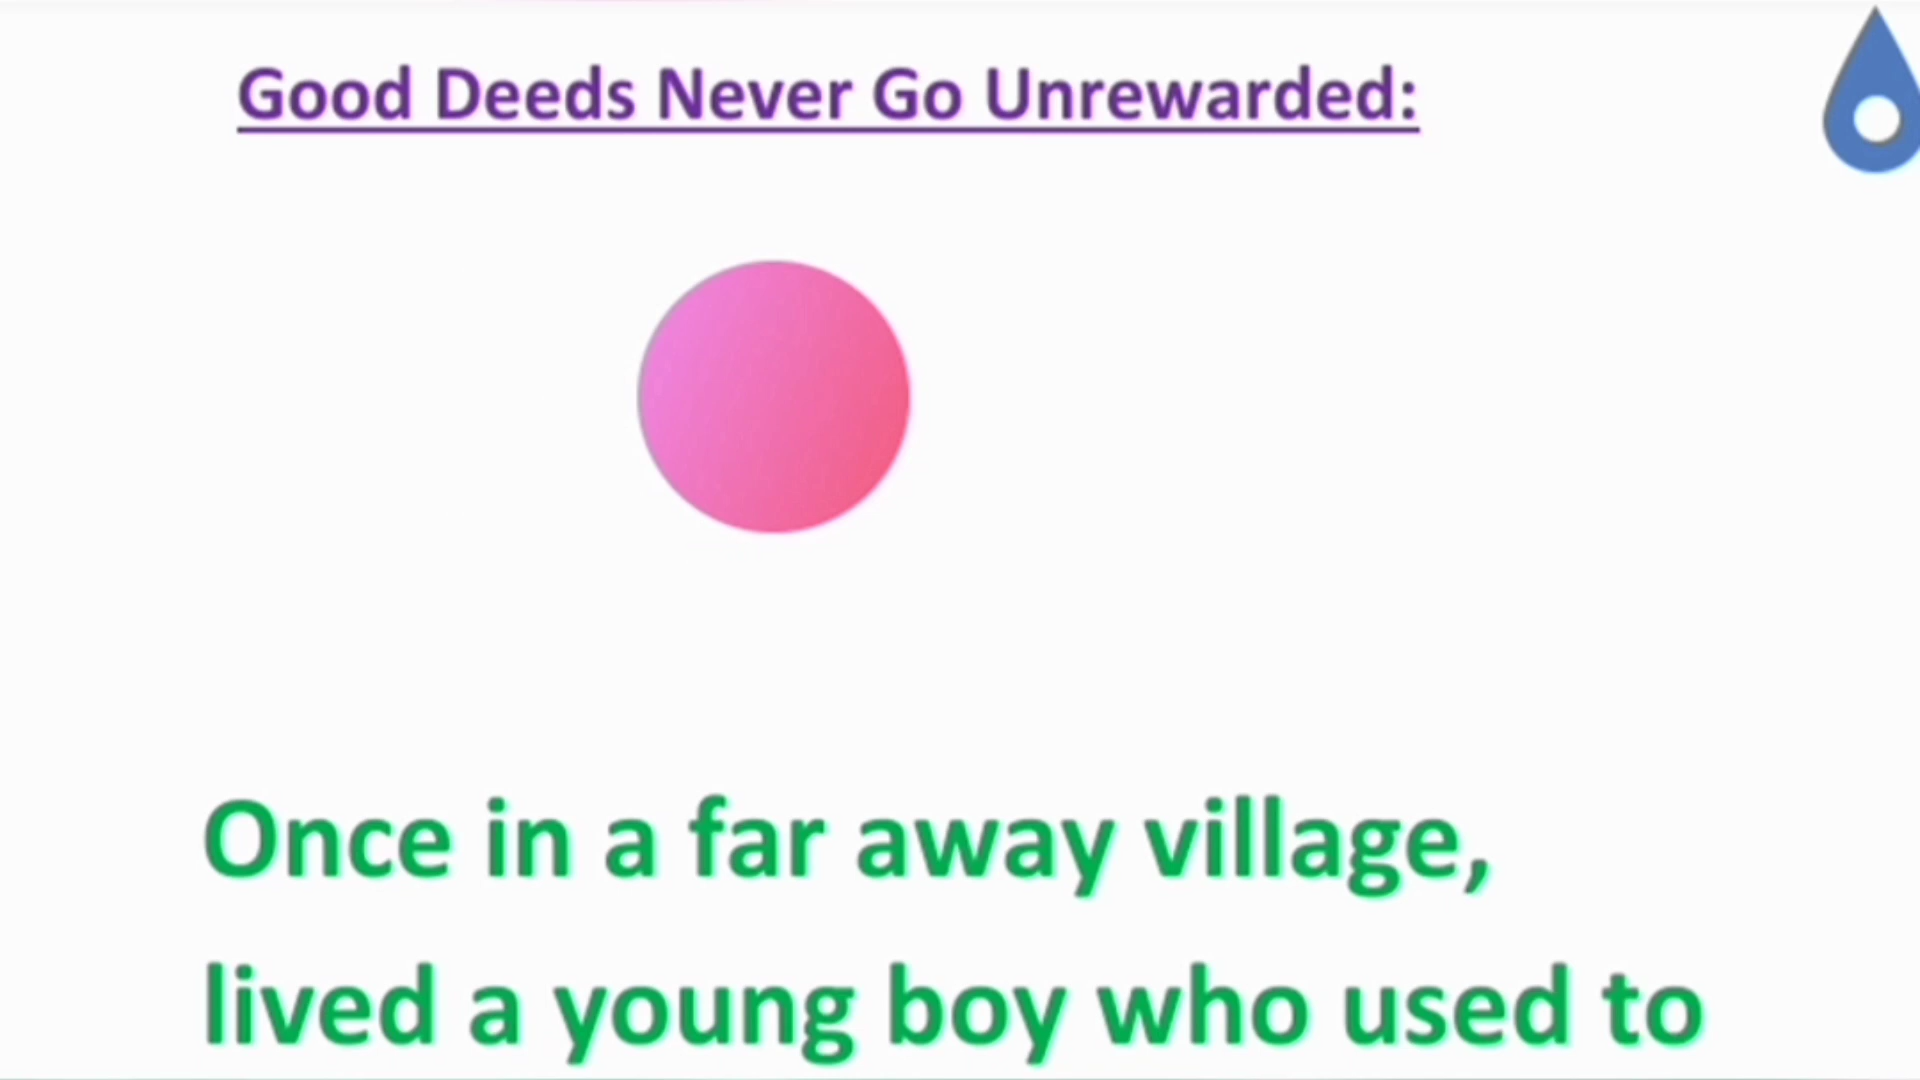 Good Deeds Never Go Unrewarded:
Once in a far away village,
lived a young boy who used to